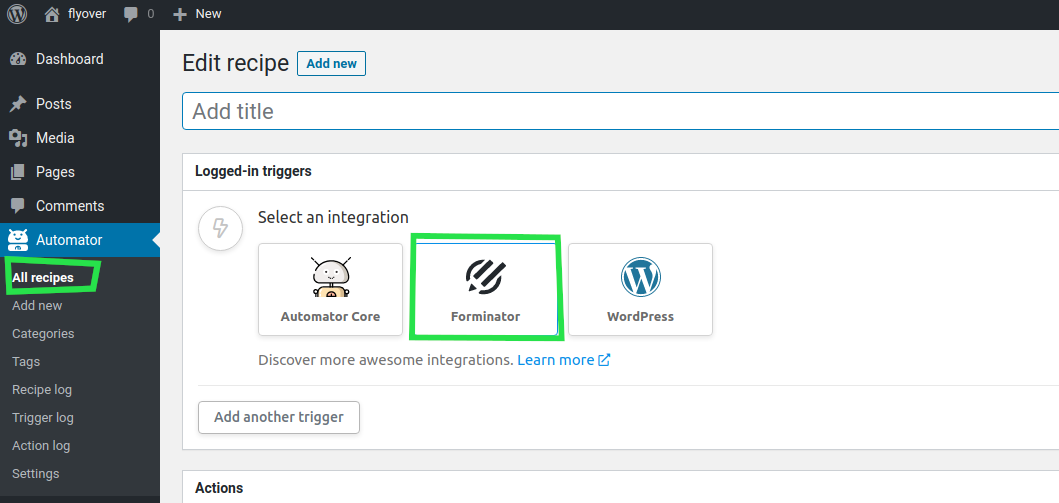 flyover 0 New
Dashboard
Posts
Media
Pages
Comments
Automator
All recipes
Add new
Categories
Tags
Recipe log
Trigger log
Action log
Settings
Edit recipe Add new
Add title
Logged-in triggers
Select an integration
Automator Core Forminator WordPress
Discover more awesome integrations. Learn more
Add another trigger
Actions